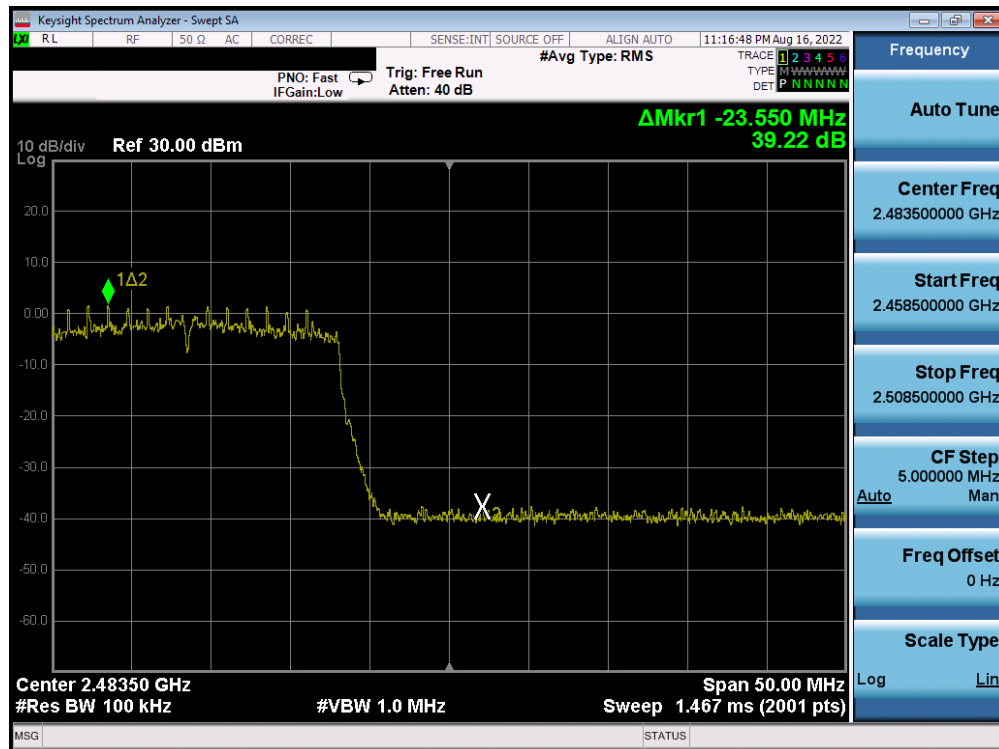 Keysight Spectrum Analyzer - Swept SA
LXI RL RF 50 Ω AC CORREC SENSE:INT SOURCE OFF ALIGN AUTO 11:16:48 PM Aug 16, 2022
#Avg Type: RMS TRACE 1 2 3 4 5 6
PNO: Fast Trig: Free Run TYPE M WWWWW
IFGain:Low Atten: 40 dB DET P N N N N N
ΔMkr1 -23.550 MHz
39.22 dB
10 dB/div Ref 30.00 dBm
Log
20.0
10.0
1Δ2
0.00
-10.0
-20.0
-30.0
-40.0
X2
-50.0
-60.0
Center 2.48350 GHz Span 50.00 MHz
#Res BW 100 kHz #VBW 1.0 MHz Sweep 1.467 ms (2001 pts)
MSG STATUS
Frequency
Auto Tune
Center Freq
2.483500000 GHz
Start Freq
2.458500000 GHz
Stop Freq
2.508500000 GHz
CF Step
5.000000 MHz
Auto Man
Freq Offset
0 Hz
Scale Type
Log Lin